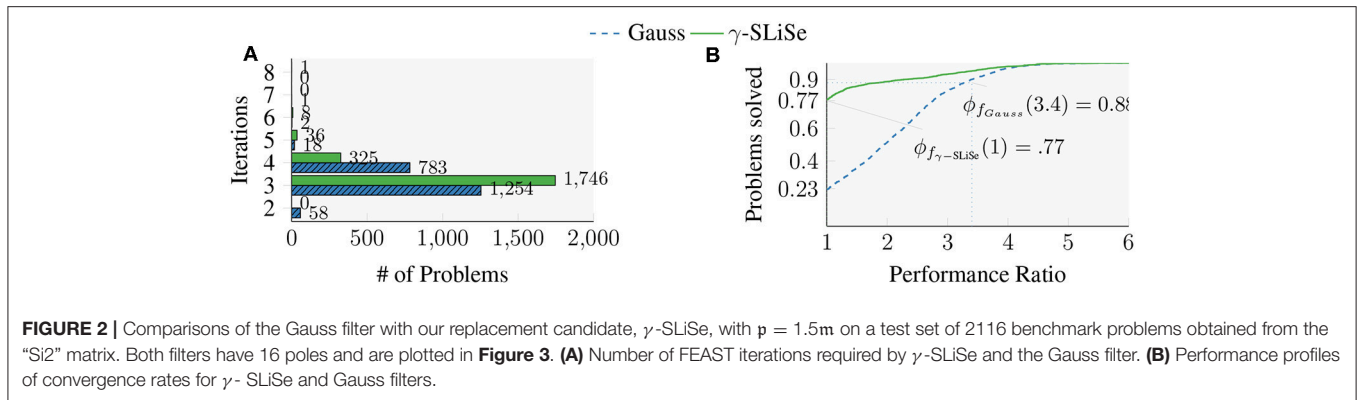 Gauss γ-SLiSe
A
Iterations
8
7
6
5
4
3
2
1
0
0
1
8
2
36
18
325
783
1,746
1,254
0
58
0 500 1,000 1,500 2,000
# of Problems
B
Problems solved
0.9
0.77
0.6
0.4
0.23
ϕ_{f_{Gauss}}(3.4) = 0.88
ϕ_{f_{γ−SLiSe}}(1) = .77
1 2 3 4 5 6
Performance Ratio
FIGURE 2 | Comparisons of the Gauss filter with our replacement candidate, γ-SLiSe, with 𝔭 = 1.5𝔪 on a test set of 2116 benchmark problems obtained from the
“Si2” matrix. Both filters have 16 poles and are plotted in Figure 3. (A) Number of FEAST iterations required by γ-SLiSe and the Gauss filter. (B) Performance profiles
of convergence rates for γ- SLiSe and Gauss filters.